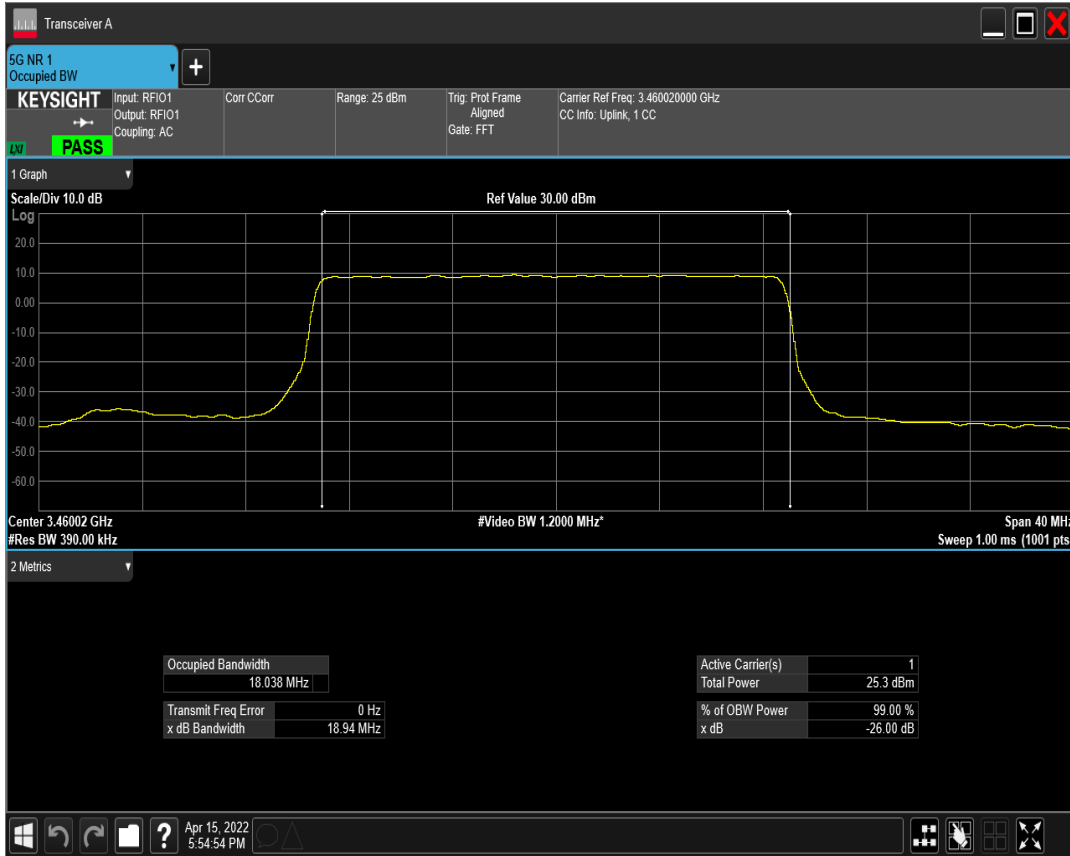 Transceiver A
5G NR 1
Occupied BW
KEYSIGHT
Input: RFIO1
Output: RFIO1
Coupling: AC
Corr CCorr
Range: 25 dBm
Trig: Prot Frame
Aligned
Gate: FFT
Carrier Ref Freq: 3.460020000 GHz
CC Info: Uplink, 1 CC
LXI
PASS
1 Graph
Scale/Div 10.0 dB
Ref Value 30.00 dBm
Log
20.0
10.0
0.00
-10.0
-20.0
-30.0
-40.0
-50.0
-60.0
Center 3.46002 GHz
#Video BW 1.2000 MHz*
Span 40 MHz
#Res BW 390.00 kHz
Sweep 1.00 ms (1001 pts
2 Metrics
Occupied Bandwidth
18.038 MHz
Transmit Freq Error 0 Hz
x dB Bandwidth 18.94 MHz
Active Carrier(s) 1
Total Power 25.3 dBm
% of OBW Power 99.00 %
x dB -26.00 dB
?
Apr 15, 2022
5:54:54 PM